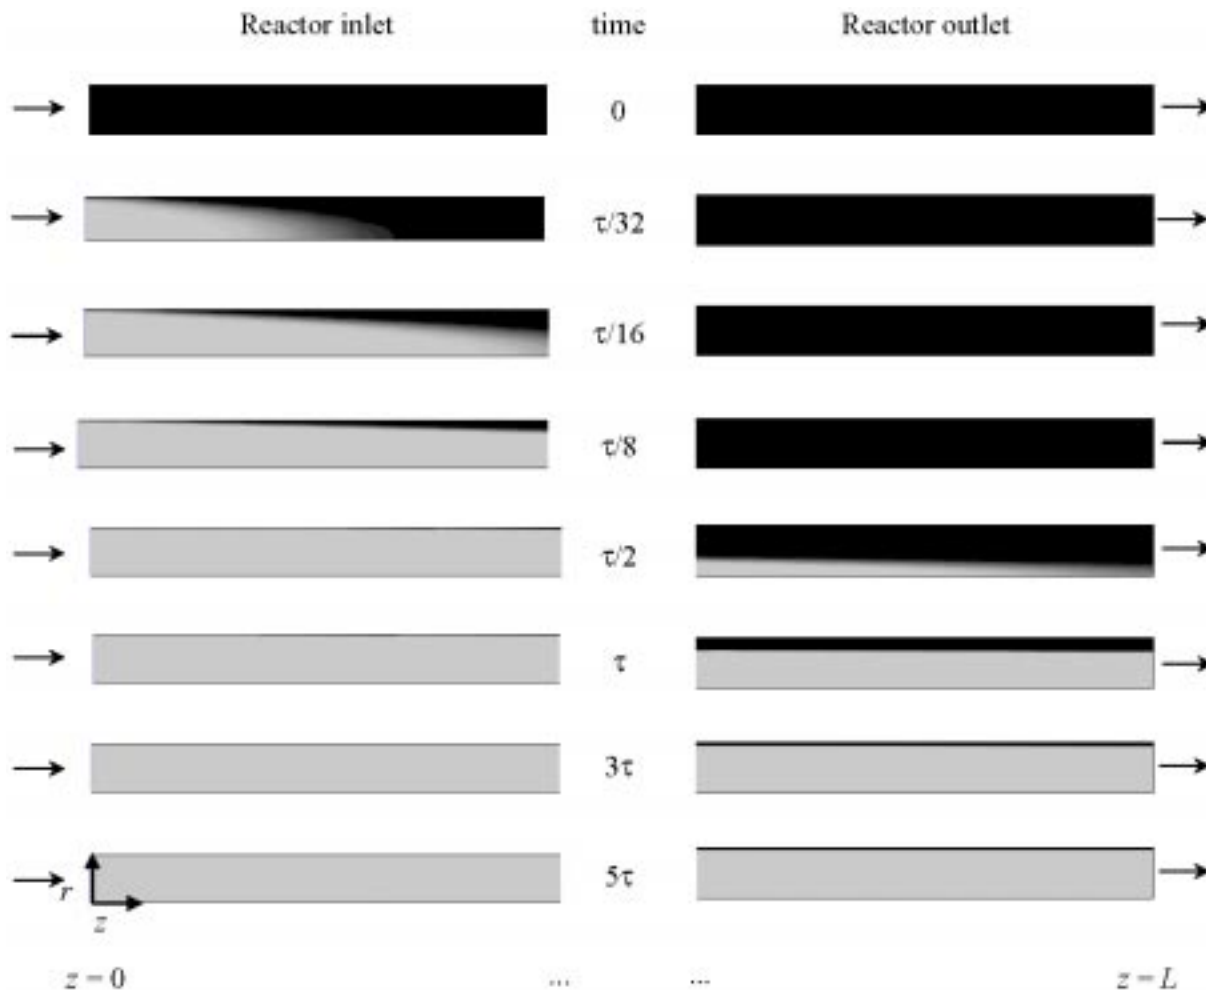 Reactor inlet time Reactor outlet
0
τ/32
τ/16
τ/8
τ/2
τ
3τ
5τ
r
z
z = 0 ... ... z = L